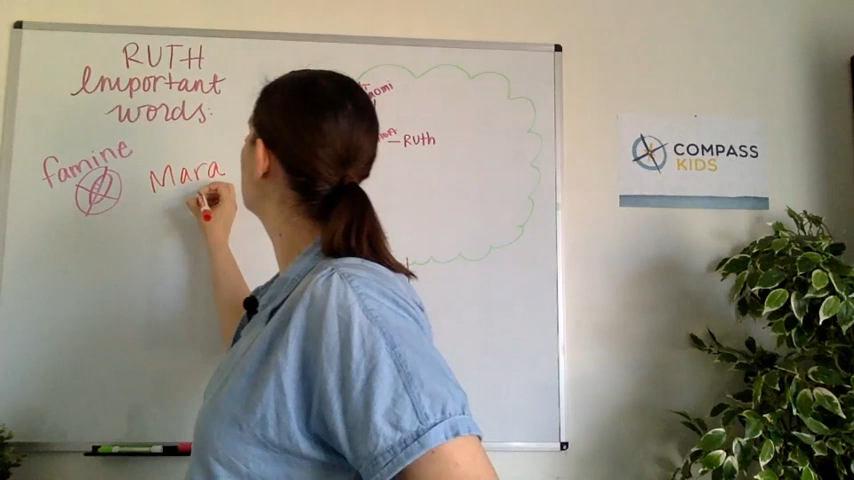 RUTH
Important
words:
famine
Mara
Ruth
COMPASS
KIDS